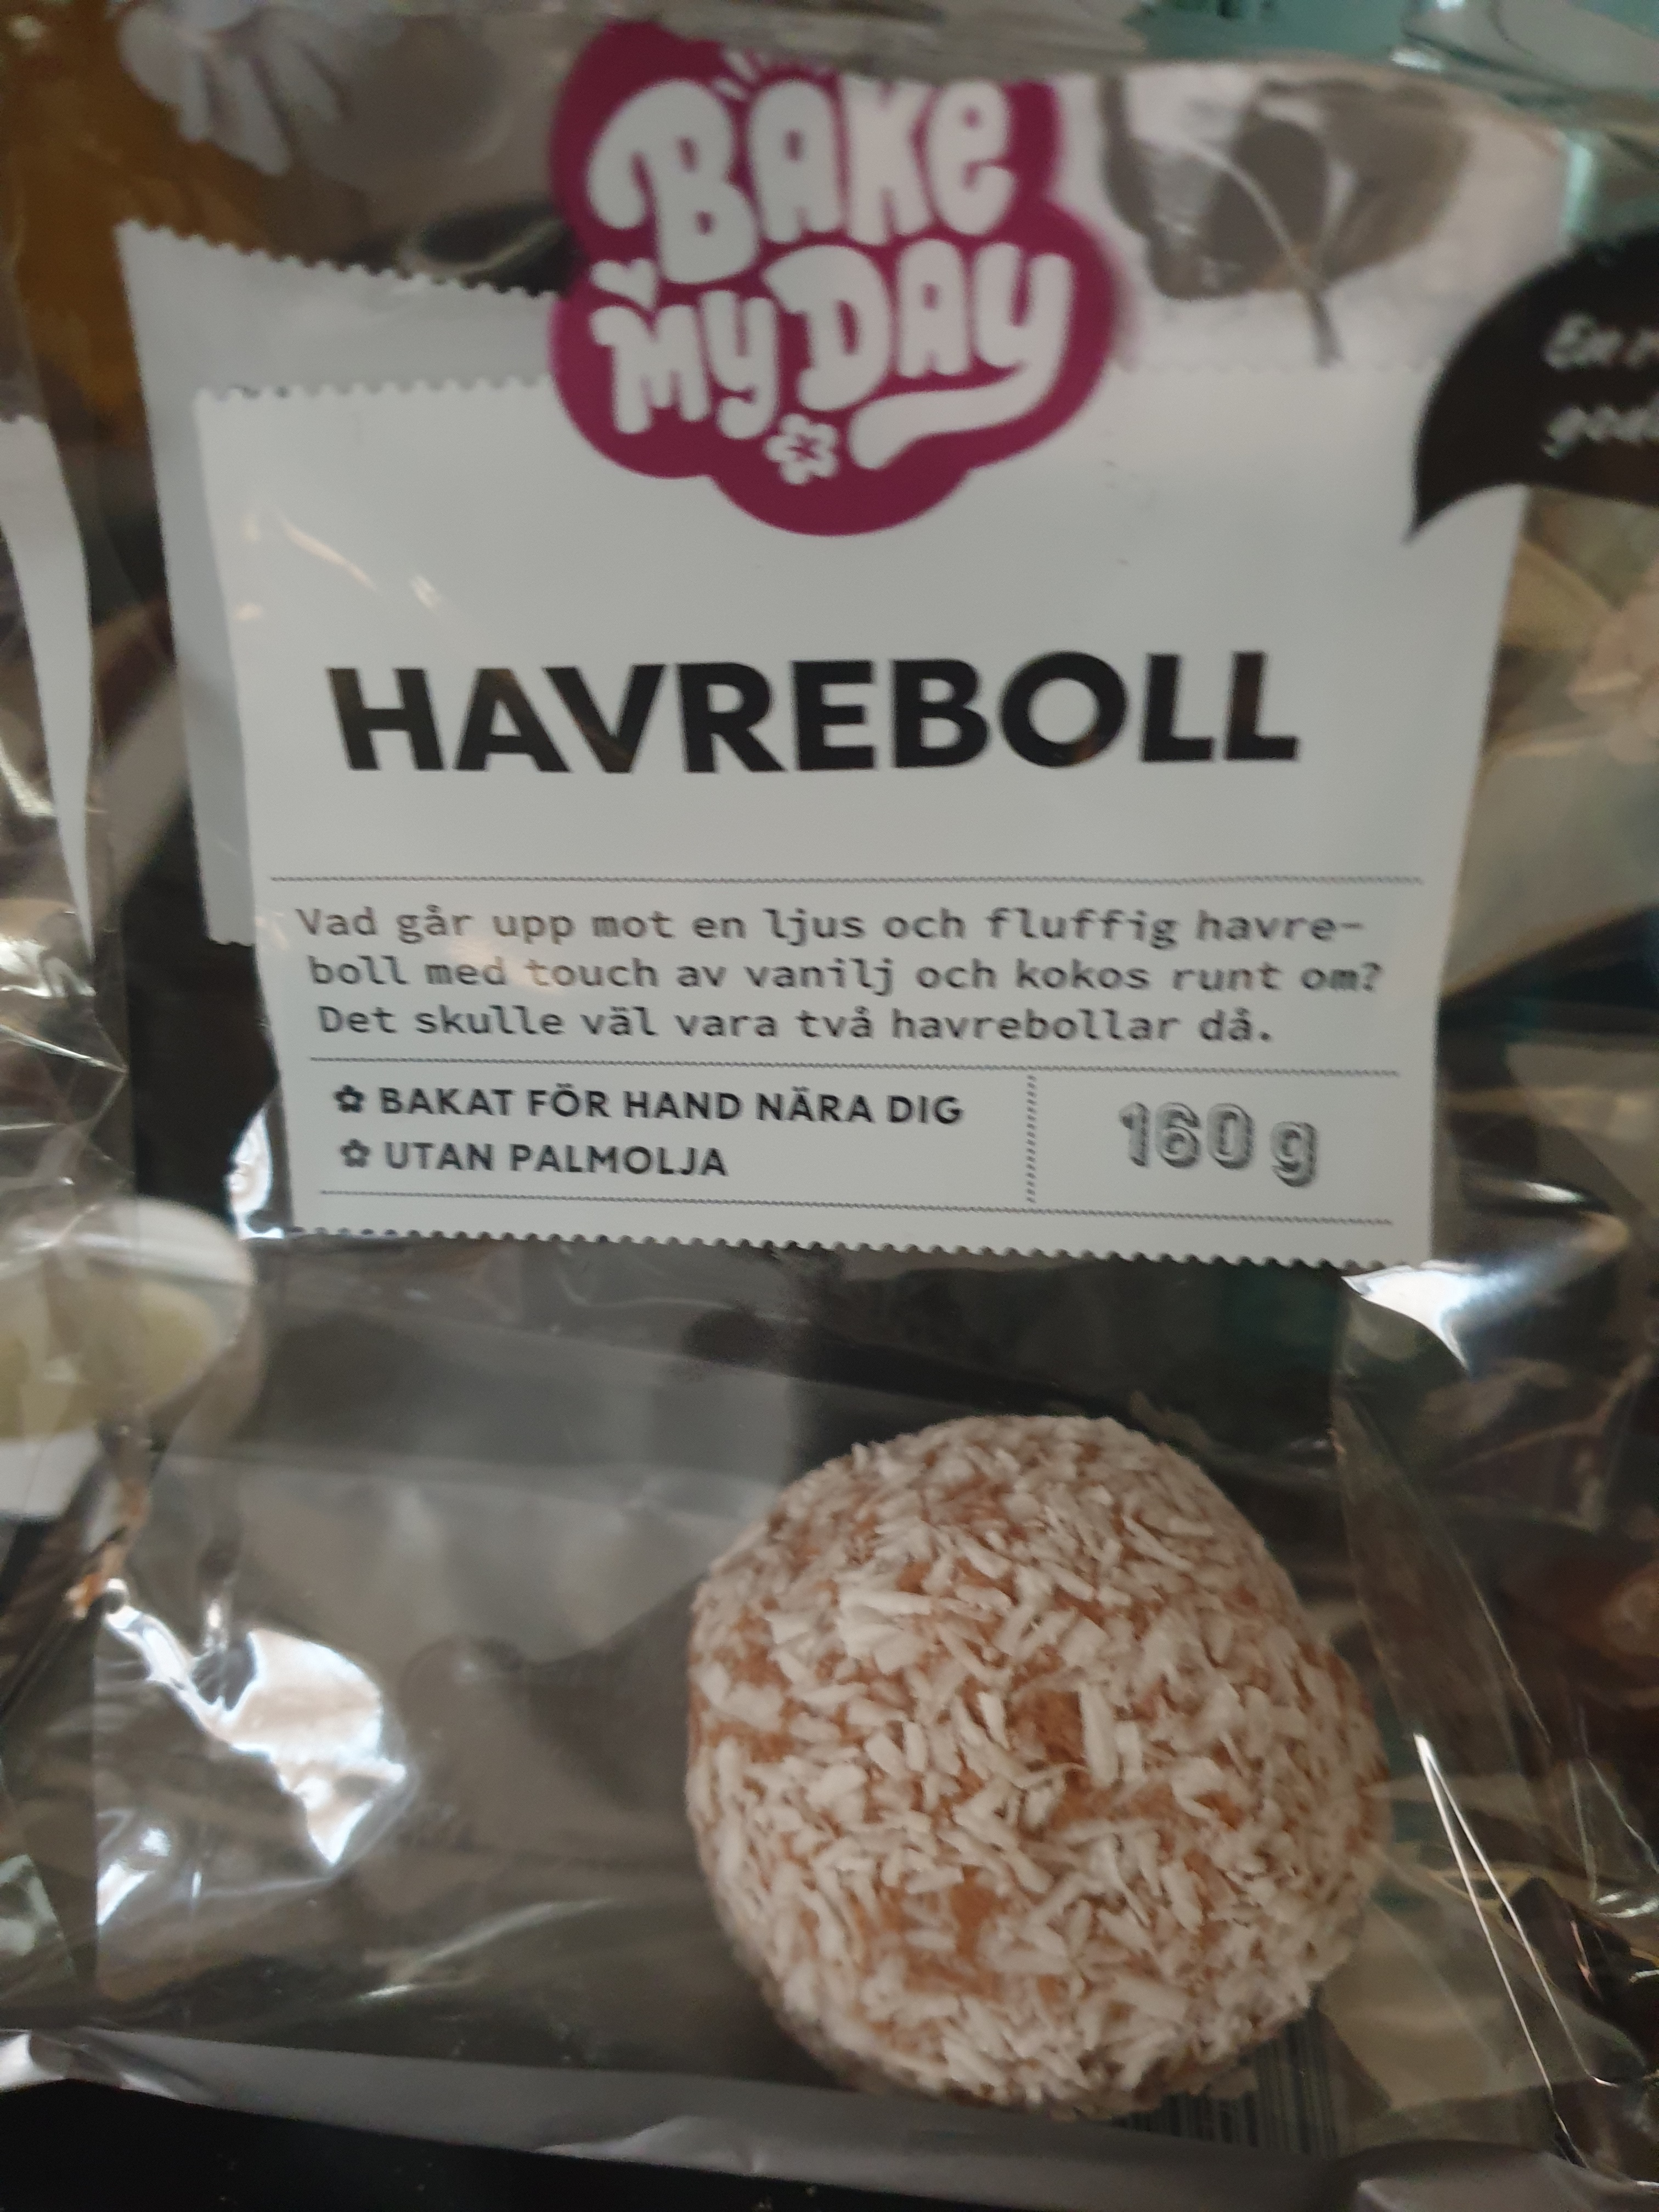 BAKE
MY DAY
HAVREBOLL
Vad går upp mot en ljus och fluffig havre-
boll med touch av vanilj och kokos runt om?
Det skulle väl vara två havrebollar då.
✿ BAKAT FÖR HAND NÄRA DIG
✿ UTAN PALMOLJA
160 g